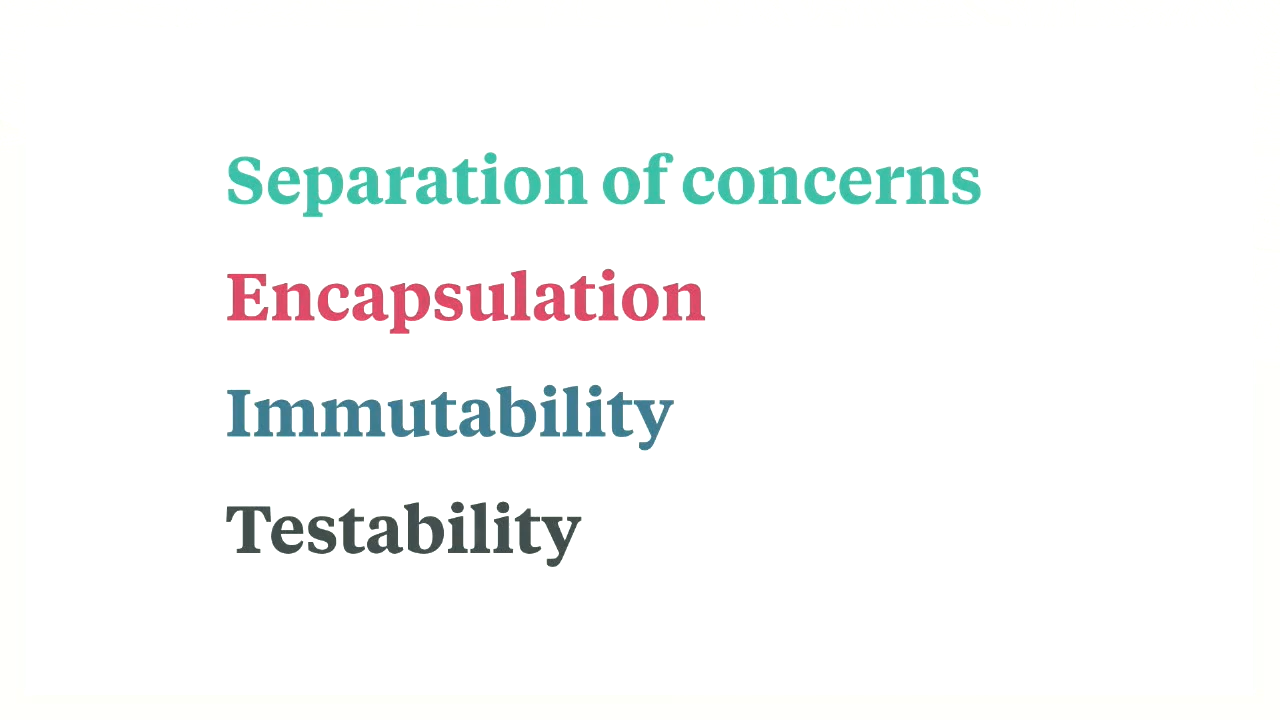 Separation of concerns
Encapsulation
Immutability
Testability